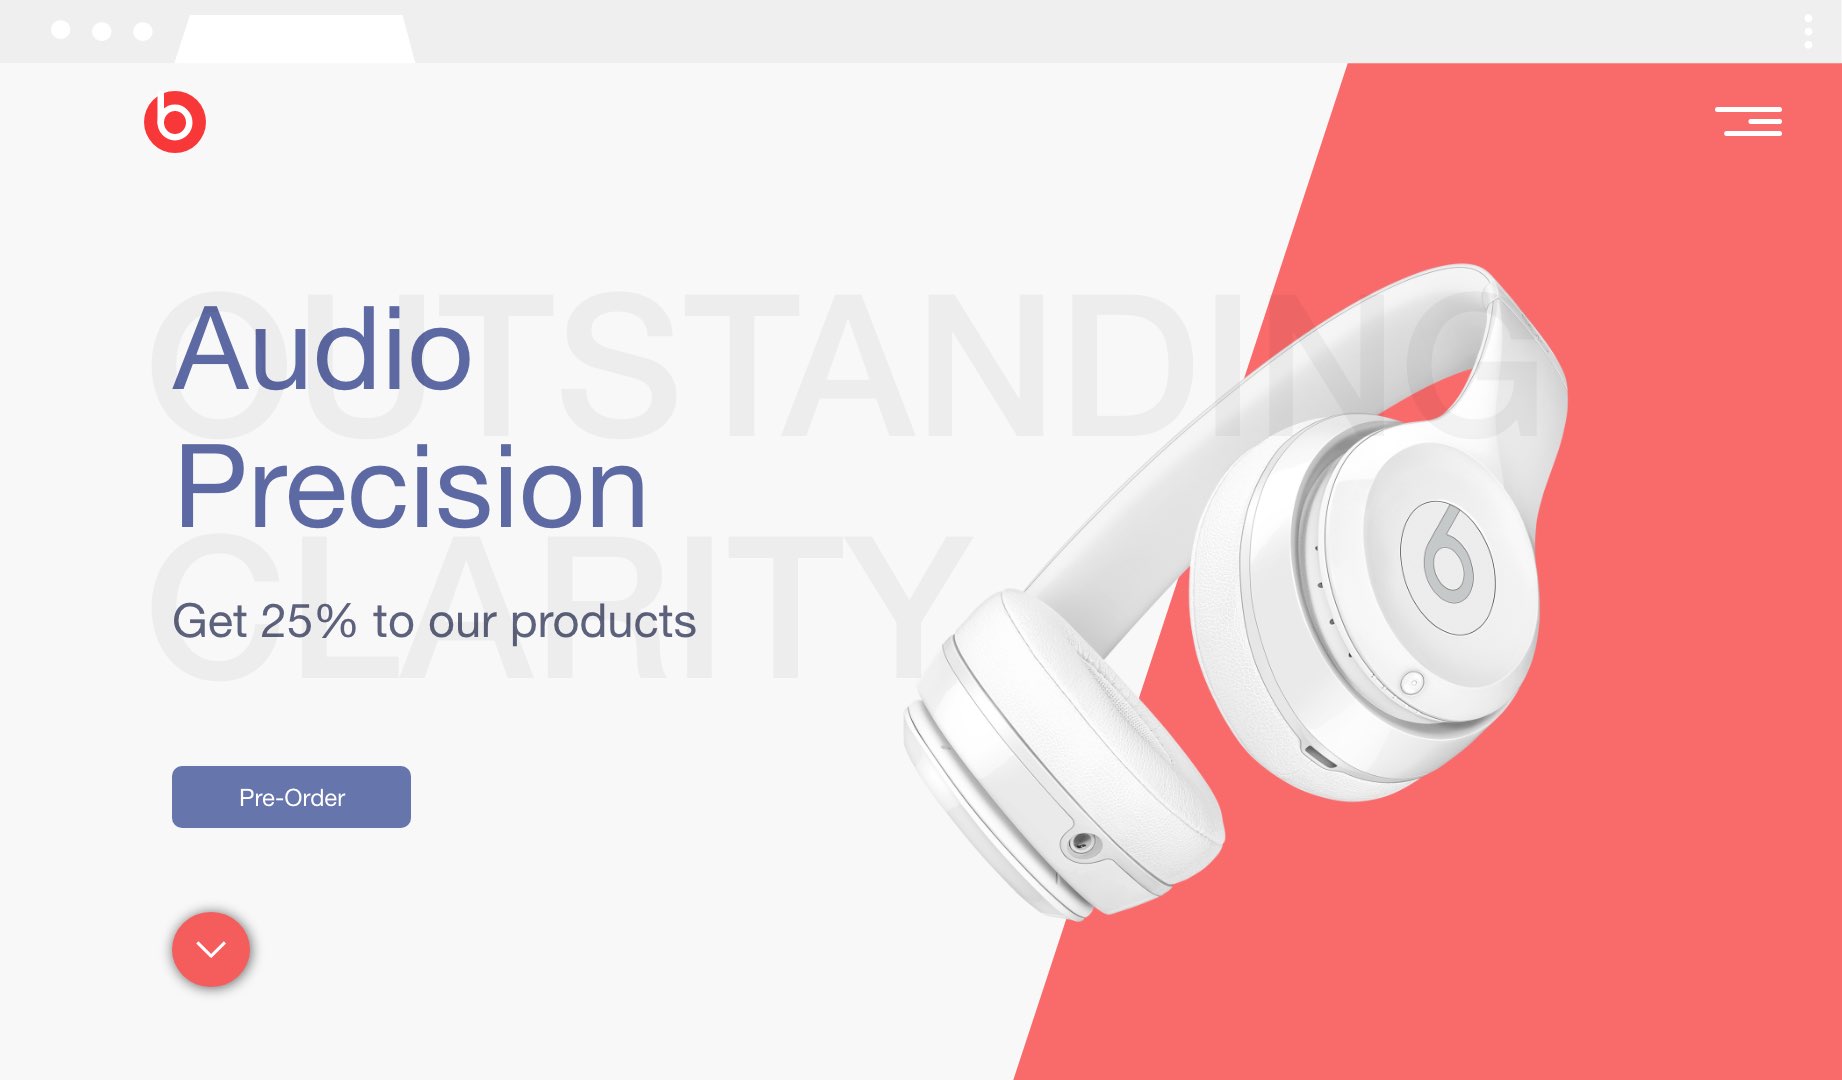 b
OUTSTANDING
Audio
Precision
CLARITY
Get 25% to our products
Pre-Order
b